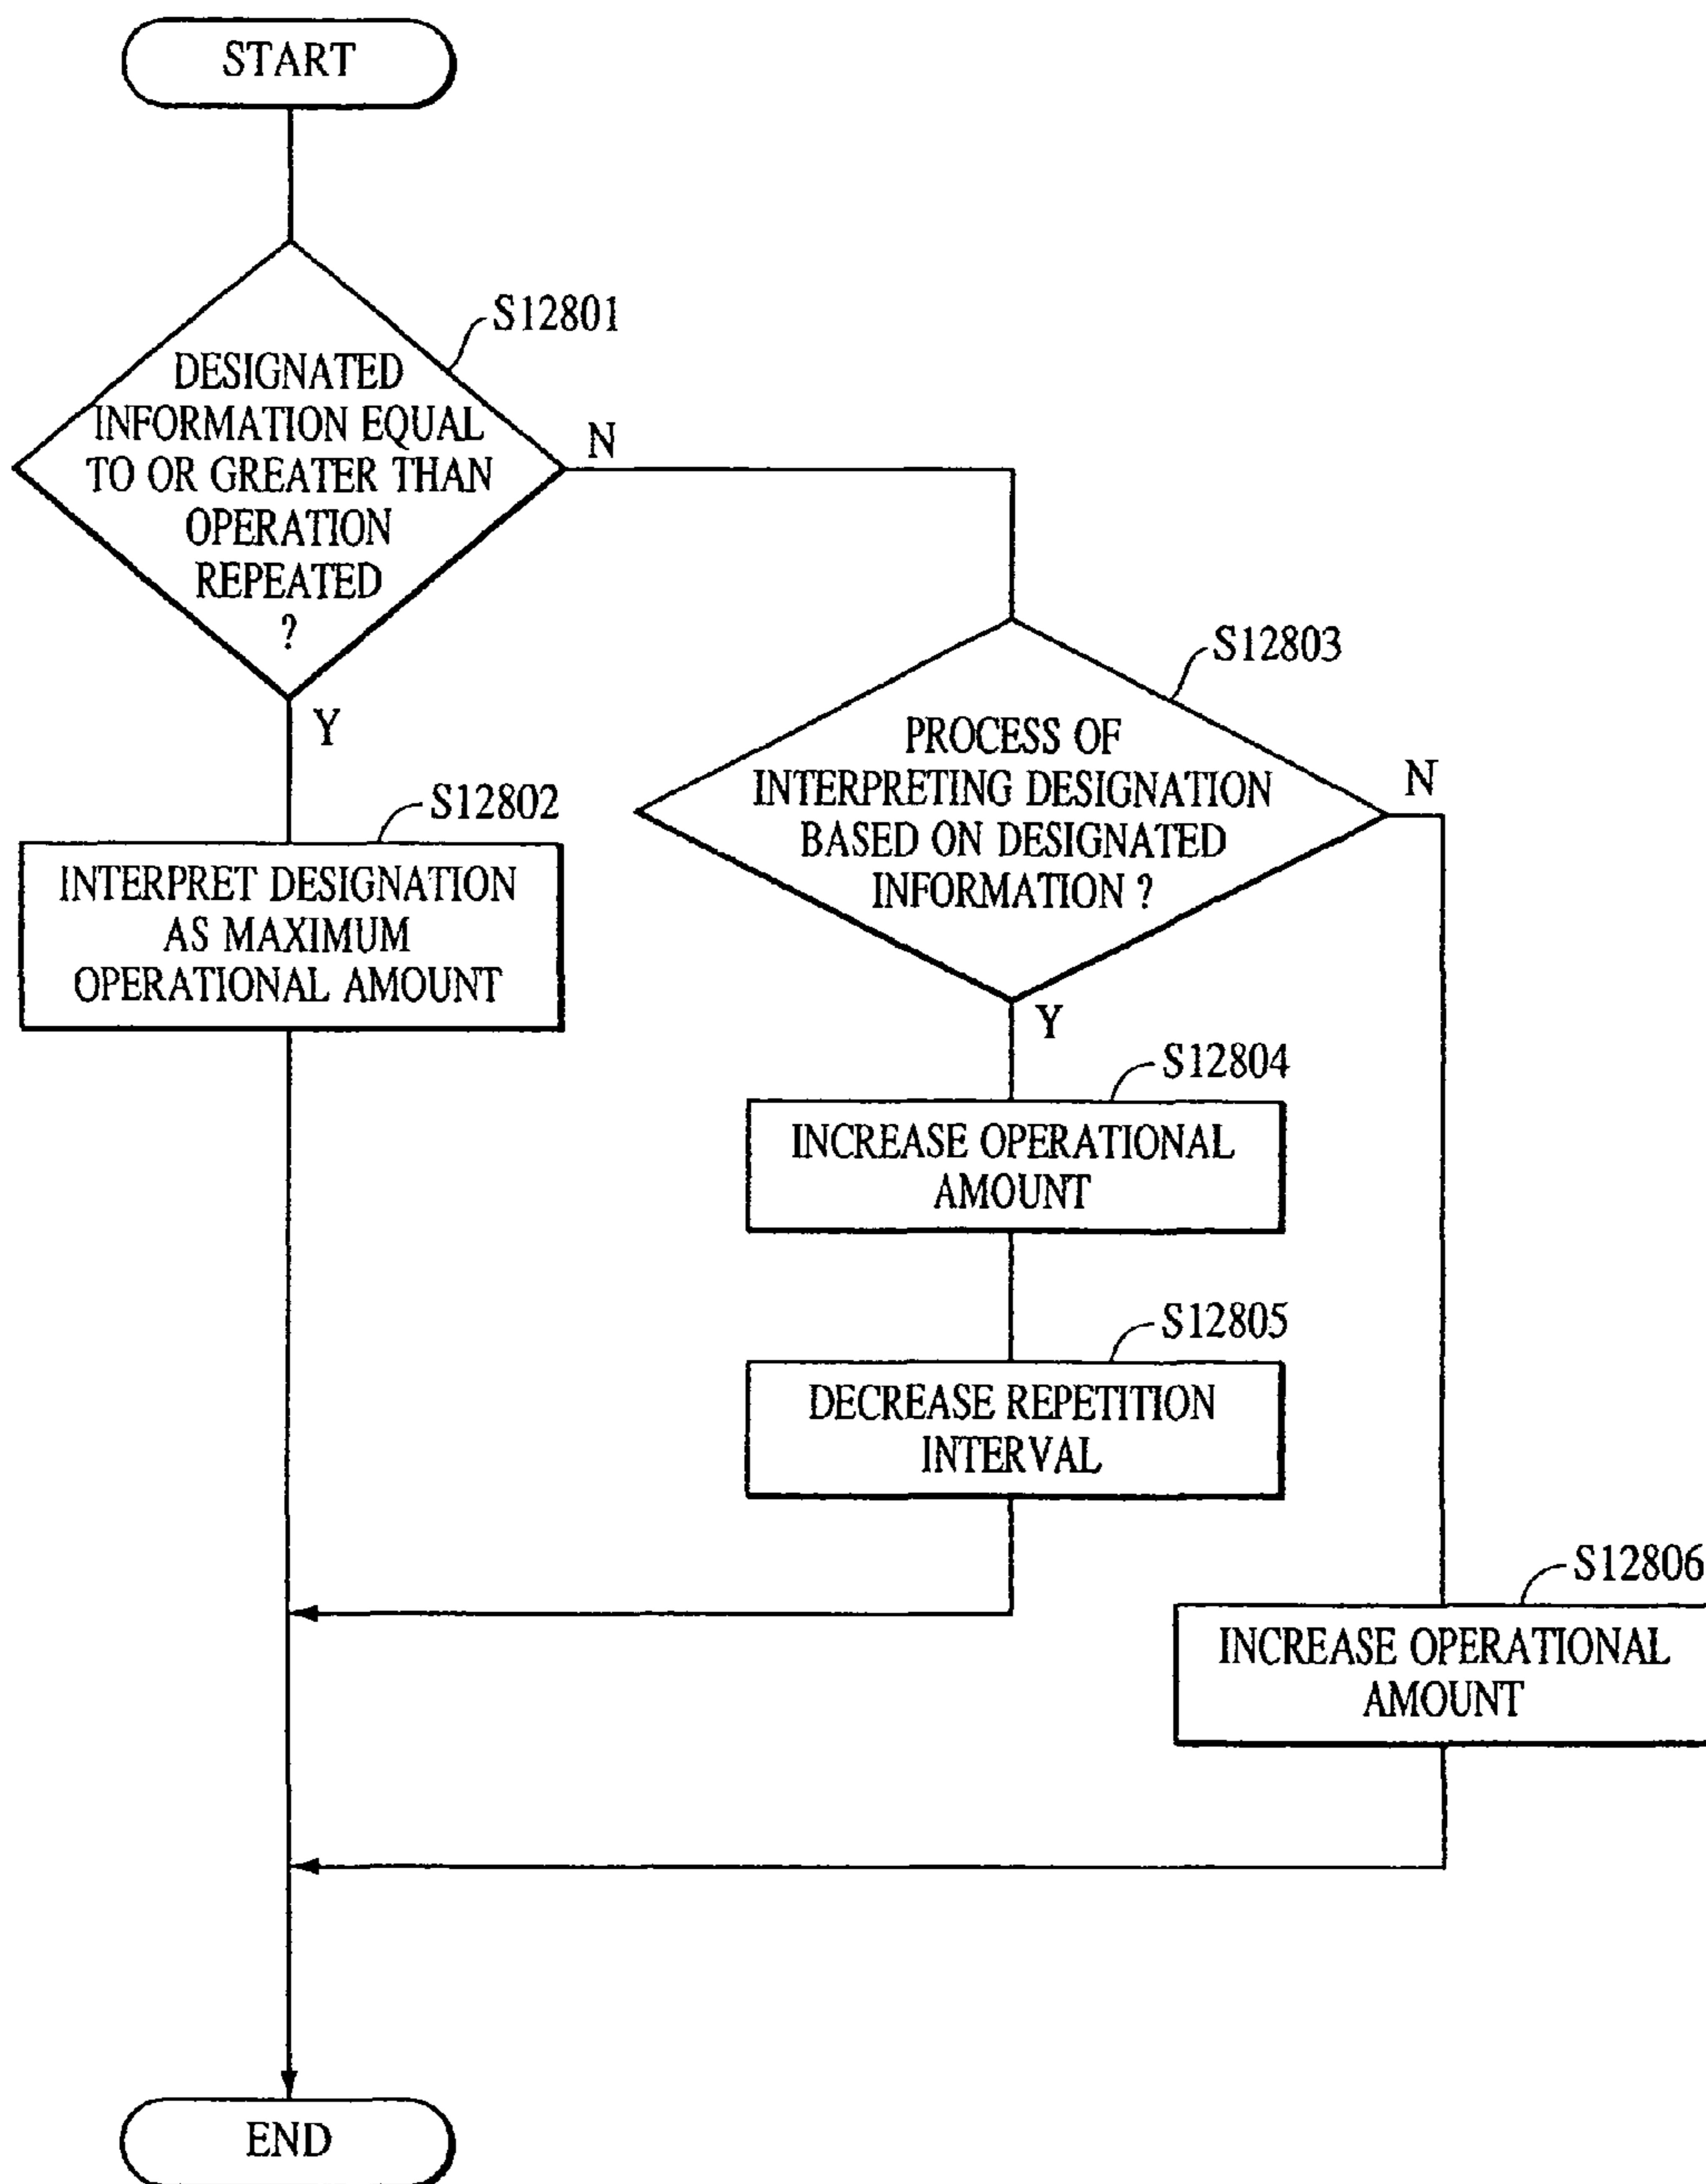 START
S12801
DESIGNATED
INFORMATION EQUAL
TO OR GREATER THAN
OPERATION
REPEATED
?
N
Y
S12802
INTERPRET DESIGNATION
AS MAXIMUM
OPERATIONAL AMOUNT
S12803
PROCESS OF
INTERPRETING DESIGNATION
BASED ON DESIGNATED
INFORMATION ?
N
Y
S12804
INCREASE OPERATIONAL
AMOUNT
S12805
DECREASE REPETITION
INTERVAL
S12806
INCREASE OPERATIONAL
AMOUNT
END